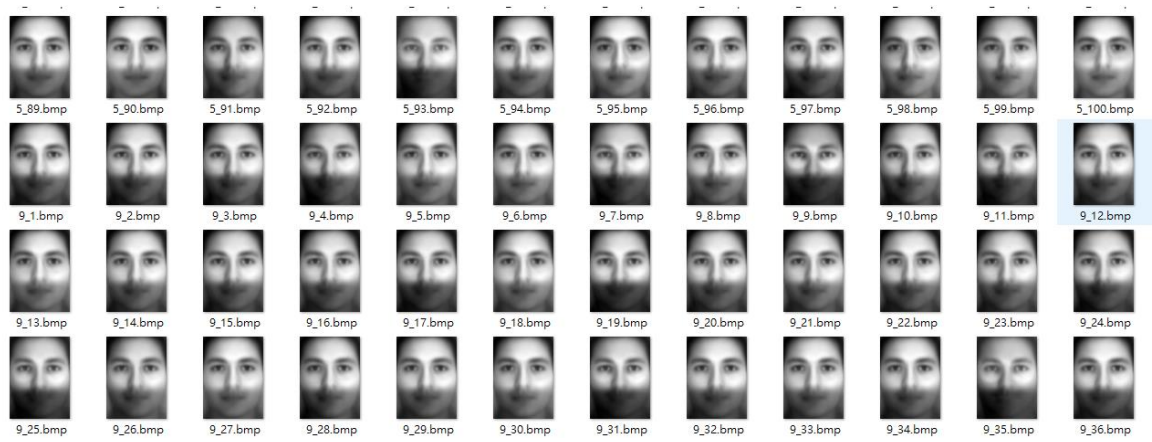 5_89.bmp 5_90.bmp 5_91.bmp 5_92.bmp 5_93.bmp 5_94.bmp 5_95.bmp 5_96.bmp 5_97.bmp 5_98.bmp 5_99.bmp 5_100.bmp
9_1.bmp 9_2.bmp 9_3.bmp 9_4.bmp 9_5.bmp 9_6.bmp 9_7.bmp 9_8.bmp 9_9.bmp 9_10.bmp 9_11.bmp 9_12.bmp
9_13.bmp 9_14.bmp 9_15.bmp 9_16.bmp 9_17.bmp 9_18.bmp 9_19.bmp 9_20.bmp 9_21.bmp 9_22.bmp 9_23.bmp 9_24.bmp
9_25.bmp 9_26.bmp 9_27.bmp 9_28.bmp 9_29.bmp 9_30.bmp 9_31.bmp 9_32.bmp 9_33.bmp 9_34.bmp 9_35.bmp 9_36.bmp